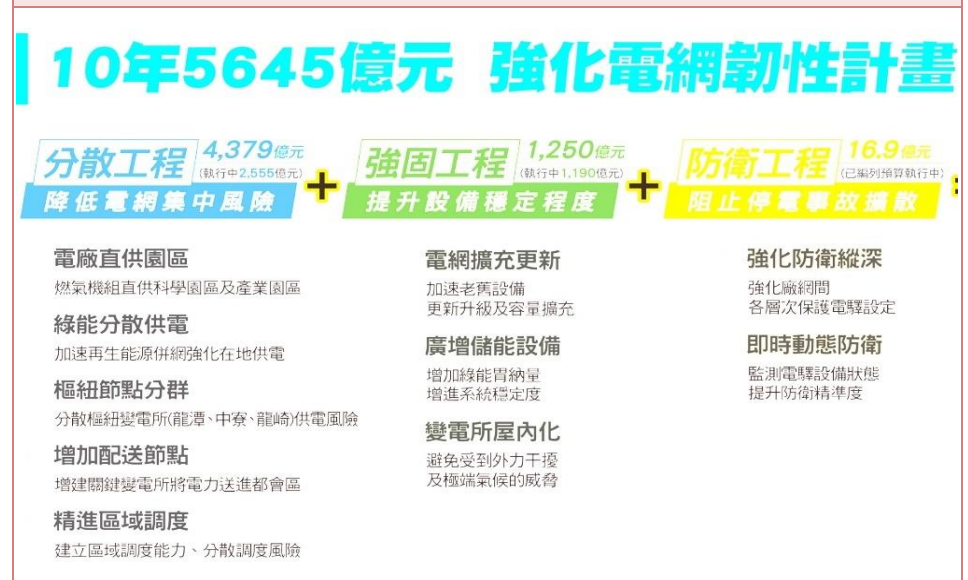 10年5645億元 強化電網韌性計畫
分散工程 4,379億元
(執行中2,555億元)
降低電網集中風險
+
強固工程 1,250億元
(執行中1,190億元)
提升設備穩定程度
+
防衛工程 16.9億元
(已編列預算執行中)
阻止停電事故擴散
電廠直供園區
燃氣機組直供科學園區及產業園區
綠能分散供電
加速再生能源併網強化在地供電
樞紐節點分群
分散樞紐變電所(龍潭、中寮、龍崎)供電風險
增加配送節點
增建關鍵變電所將電力送進都會區
精進區域調度
建立區域調度能力、分散調度風險
電網擴充更新
加速老舊設備
更新升級及容量擴充
廣增儲能設備
增加綠能胃納量
增進系統穩定度
變電所屋內化
避免受到外力干擾
及極端氣候的威脅
強化防衛縱深
強化廠網間
各層次保護電驛設定
即時動態防衛
監測電驛設備狀態
提升防衛精準度